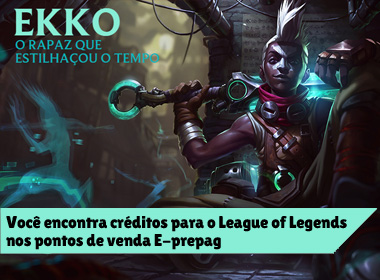 EKKO
O RAPAZ QUE
ESTILHAÇOU O TEMPO
Você encontra créditos para o League of Legends
nos pontos de venda E-prepag